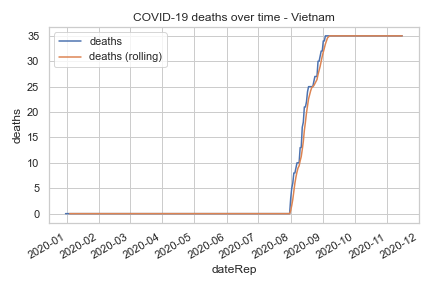 COVID-19 deaths over time - Vietnam
deaths
deaths (rolling)
35
30
25
20
15
10
5
0
deaths
2020-01 2020-02 2020-03 2020-04 2020-05 2020-06 2020-07 2020-08 2020-09 2020-10 2020-11 2020-12
dateRep